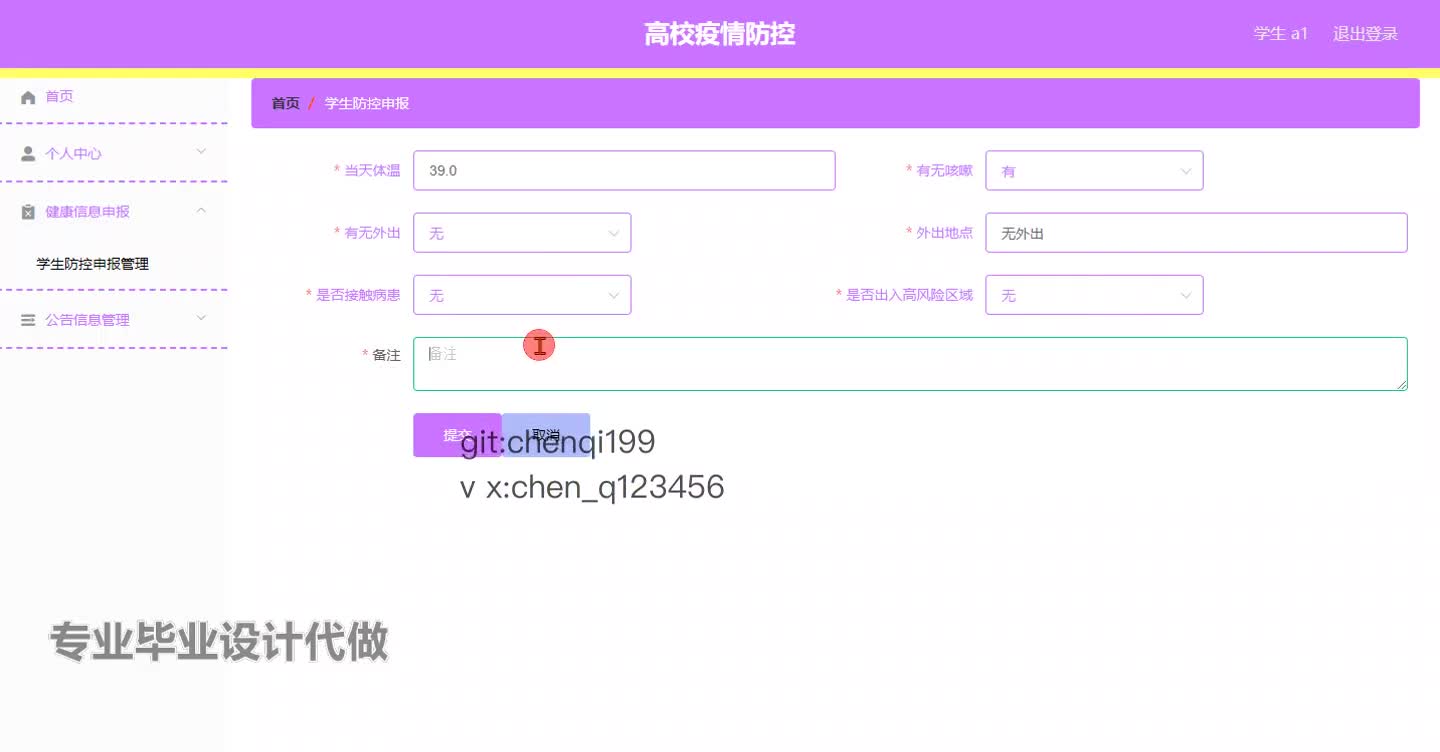 高校疫情防控
学生 a1 退出登录
首页
个人中心
健康信息申报
学生防控申报管理
公告信息管理
首页 / 学生防控申报
* 当天体温 39.0 * 有无咳嗽 有
* 有无外出 无 * 外出地点 无外出
* 是否接触病患 无 * 是否出入高风险区域 无
* 备注 备注
提交 取消
git:chenqi199
v x:chen_q123456
专业毕业设计代做